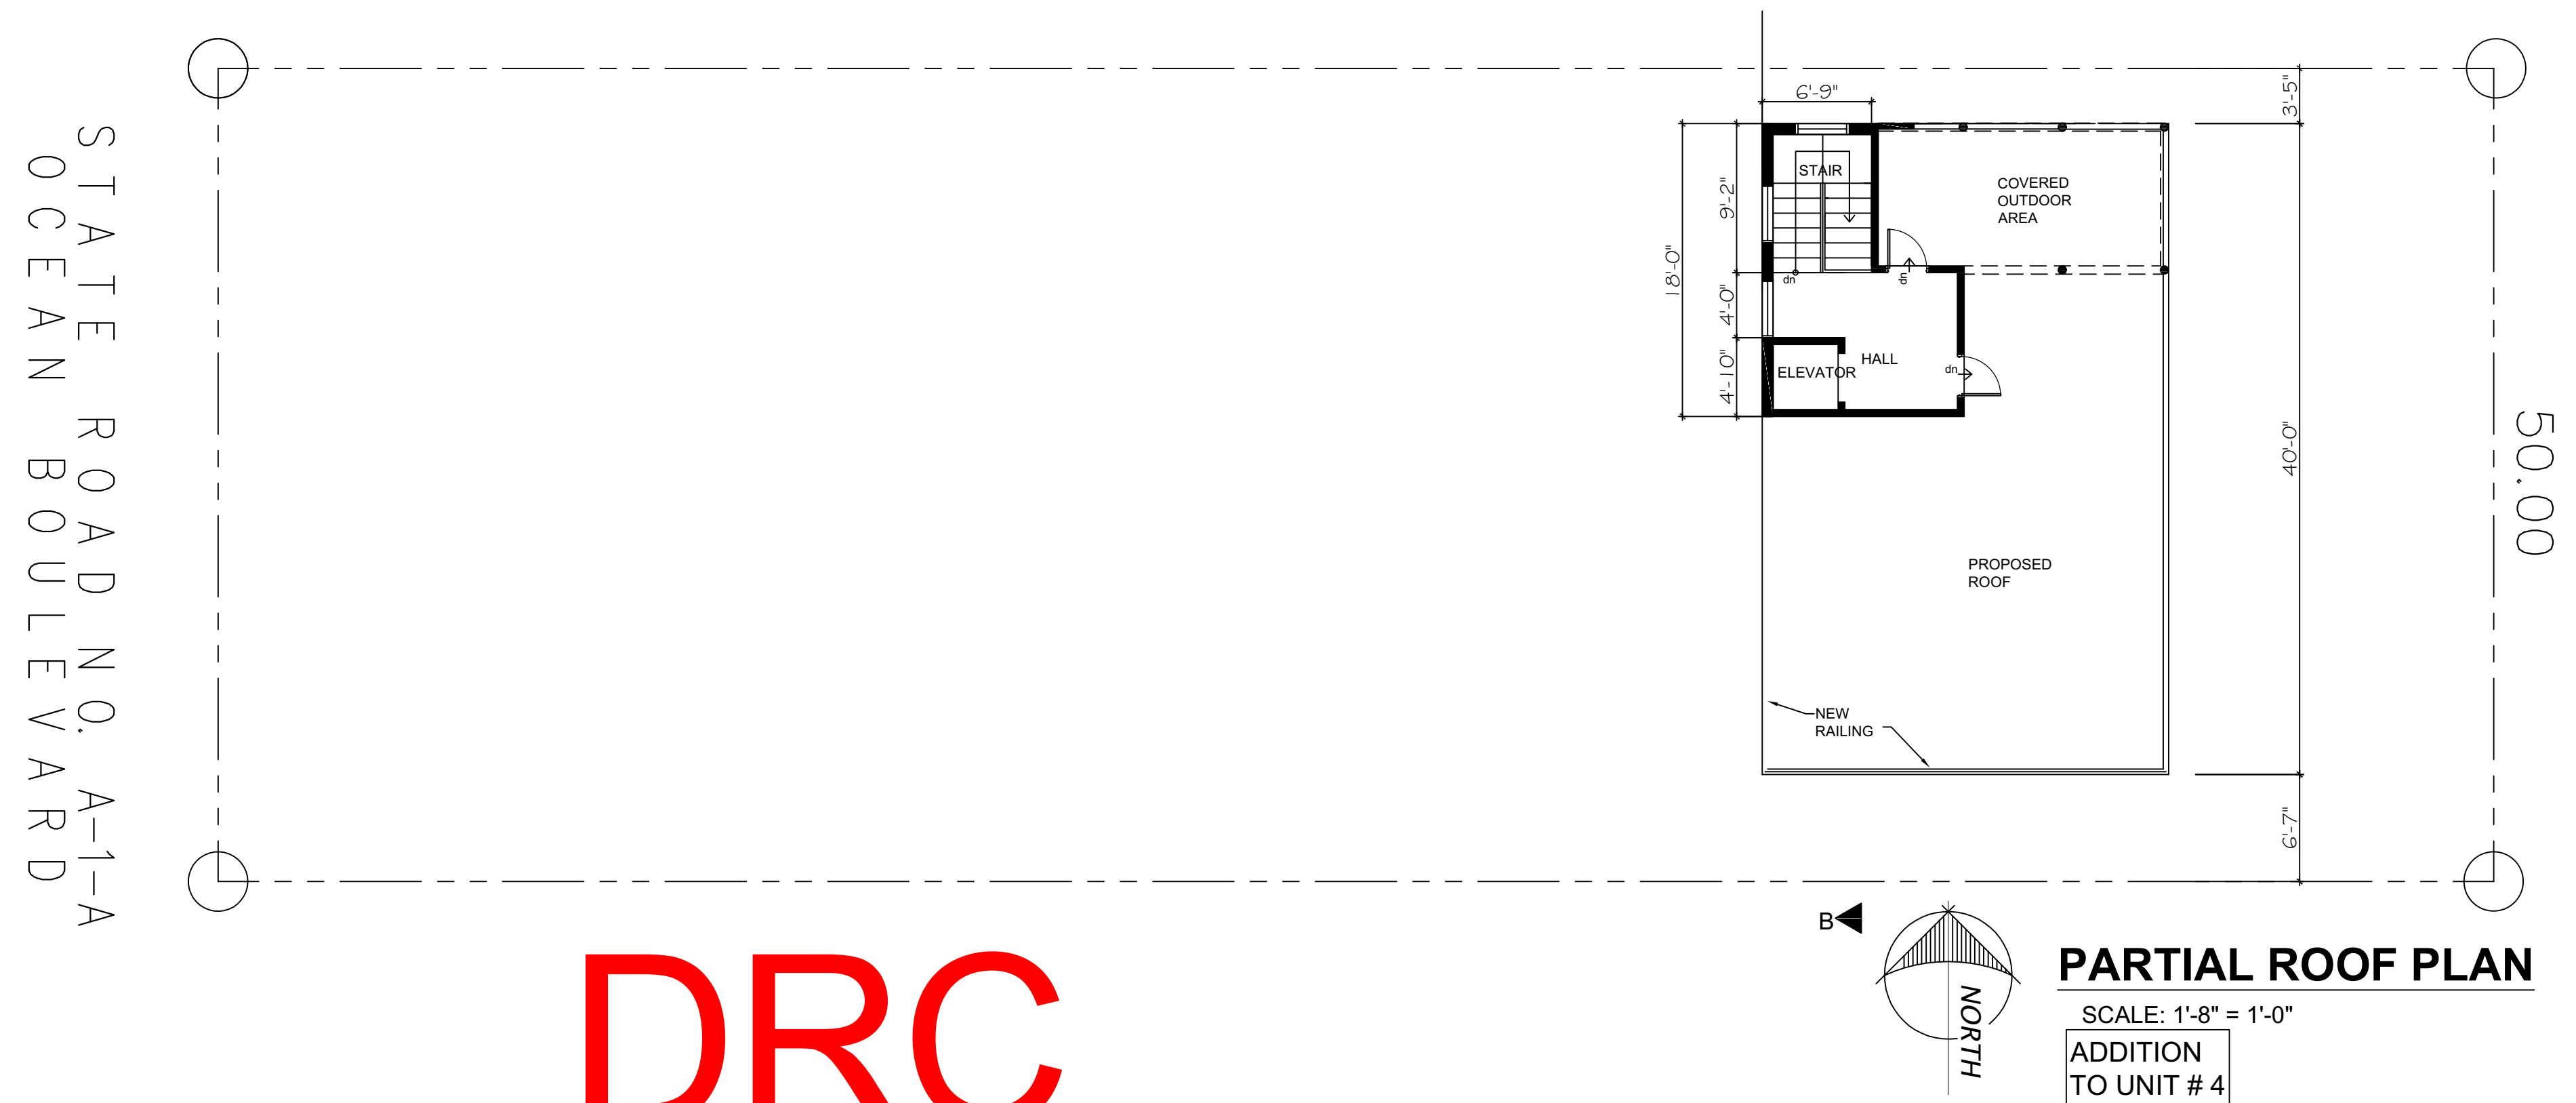 STATE ROAD NO. A-1-A
OCEAN BOULEVARD
6'-9"
3'-5"
STAIR
9'-2"
COVERED
OUTDOOR
AREA
18'-0"
dn
dn
4'-0"
HALL
dn
ELEVATOR
4'-10"
40'-0"
50.00
PROPOSED
ROOF
NEW
RAILING
6'-7"
B
NORTH
PARTIAL ROOF PLAN
SCALE: 1'-8" = 1'-0"
ADDITION
TO UNIT # 4
DRC